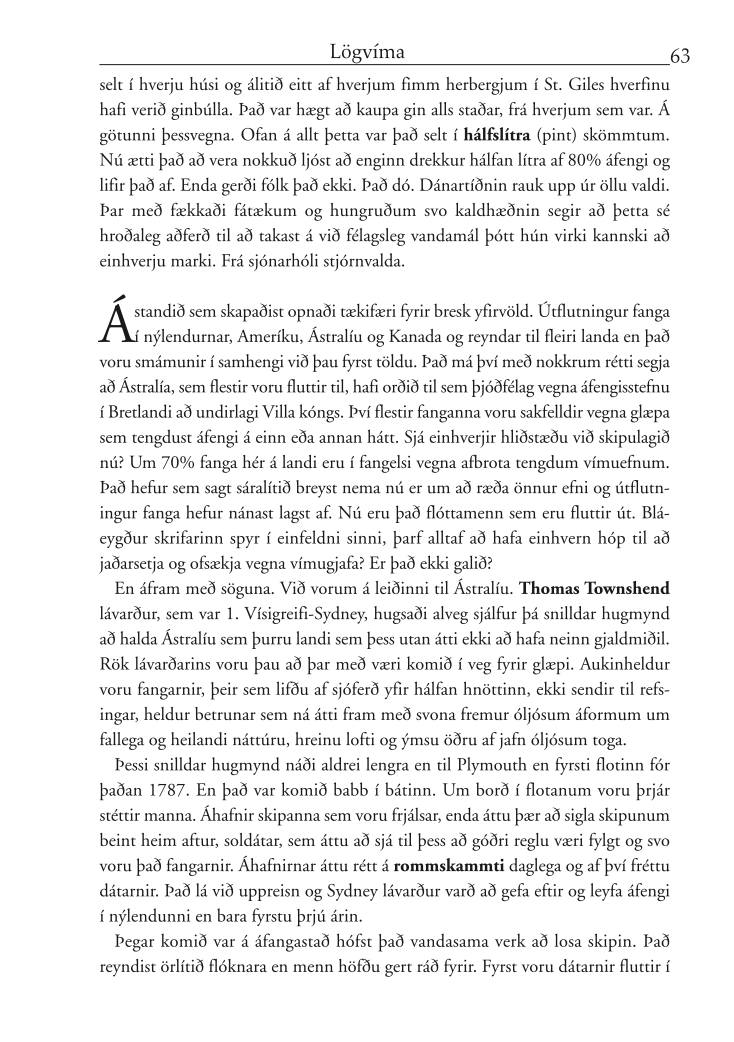 Lögvíma
63
selt í hverju húsi og álitið eitt af hverjum fimm herbergjum í St. Giles hverfinu
hafi verið ginbúlla. Það var hægt að kaupa gin alls staðar, frá hverjum sem var. Á
götunni þessvegna. Ofan á allt þetta var það selt í hálfslítra (pint) skömmtum.
Nú ætti það að vera nokkuð ljóst að enginn drekkur hálfan lítra af 80% áfengi og
lifir það af. Enda gerði fólk það ekki. Það dó. Dánartíðnin rauk upp úr öllu valdi.
Þar með fækkaði fátækum og hungruðum svo kaldhæðnin segir að þetta sé
hroðaleg aðferð til að takast á við félagsleg vandamál þótt hún virki kannski að
einhverju marki. Frá sjónarhóli stjórnvalda.
Ástandið sem skapaðist opnaði tækifæri fyrir bresk yfirvöld. Útflutningur fanga
í nýlendurnar, Ameríku, Ástralíu og Kanada og reyndar til fleiri landa en það
voru smámunir í samhengi við þau fyrst töldu. Það má því með nokkrum rétti segja
að Ástralía, sem flestir voru fluttir til, hafi orðið til sem þjóðfélag vegna áfengisstefnu
í Bretlandi að undirlagi Villa kóngs. Því flestir fanganna voru sakfelldir vegna glæpa
sem tengdust áfengi á einn eða annan hátt. Sjá einhverjir hliðstæðu við skipulagið
nú? Um 70% fanga hér á landi eru í fangelsi vegna afbrota tengdum vímuefnum.
Það hefur sem sagt sáralítið breyst nema nú er um að ræða önnur efni og útflutn-
ingur fanga hefur nánast lagst af. Nú eru það flóttamenn sem eru fluttir út. Blá-
eygður skrifarinn spyr í einfeldni sinni, þarf alltaf að hafa einhvern hóp til að
jaðarsetja og ofsækja vegna vímugjafa? Er það ekki galið?
En áfram með söguna. Við vorum á leiðinni til Ástralíu. Thomas Townshend
lávarður, sem var 1. Vísigreifi-Sydney, hugsaði alveg sjálfur þá snilldar hugmynd
að halda Ástralíu sem þurru landi sem þess utan átti ekki að hafa neinn gjaldmiðil.
Rök lávarðarins voru þau að þar með væri komið í veg fyrir glæpi. Aukinheldur
voru fangarnir, þeir sem lifðu af sjóferð yfir hálfan hnöttinn, ekki sendir til refs-
ingar, heldur betrunar sem ná átti fram með svona fremur óljósum áformum um
fallega og heilandi náttúru, hreinu lofti og ýmsu öðru af jafn óljósum toga.
Þessi snilldar hugmynd náði aldrei lengra en til Plymouth en fyrsti flotinn fór
þaðan 1787. En það var komið babb í bátinn. Um borð í flotanum voru þrjár
stéttir manna. Áhafnir skipanna sem voru frjálsar, enda áttu þær að sigla skipunum
beint heim aftur, soldátar, sem áttu að sjá til þess að góðri reglu væri fylgt og svo
voru það fangarnir. Áhafnirnar áttu rétt á rommskammti daglega og af því fréttu
dátarnir. Það lá við uppreisn og Sydney lávarður varð að gefa eftir og leyfa áfengi
í nýlendunni en bara fyrstu þrjú árin.
Þegar komið var á áfangastað hófst það vandasama verk að losa skipin. Það
reyndist örlítið flóknara en menn höfðu gert ráð fyrir. Fyrst voru dátarnir fluttir í